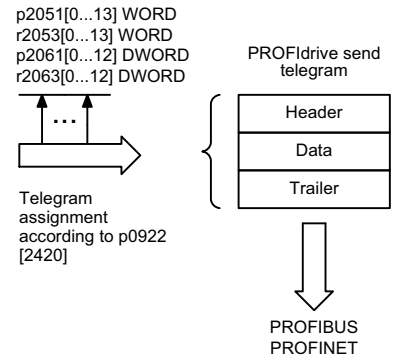 p2051[0...13] WORD
r2053[0...13] WORD
p2061[0...12] DWORD
r2063[0...12] DWORD
...
Telegram
assignment
according to p0922
[2420]
PROFIdrive send
telegram
Header
Data
Trailer
PROFIBUS
PROFINET